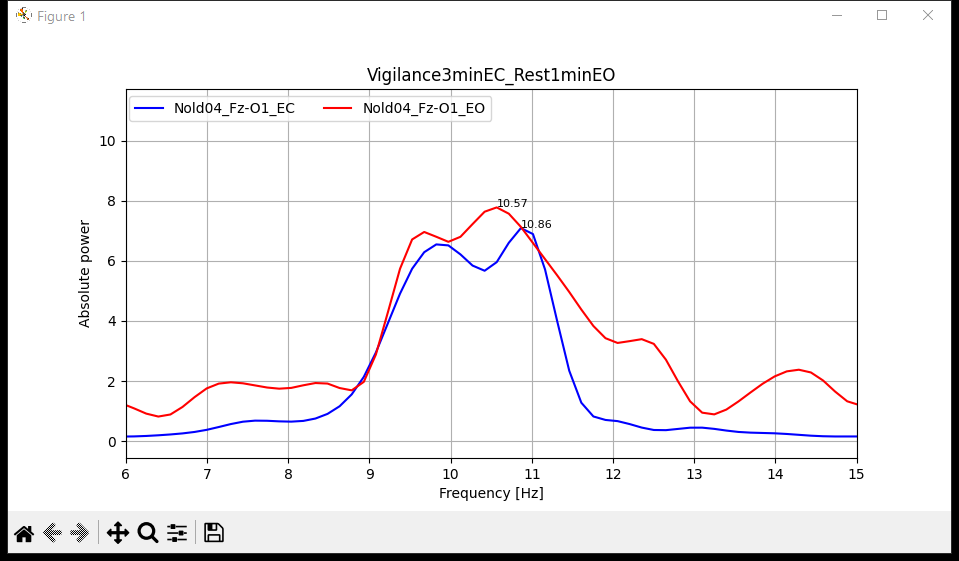 Figure 1
Vigilance3minEC_Rest1minEO
Nold04_Fz-O1_EC
Nold04_Fz-O1_EO
10
8
6
4
2
0
Absolute power
10.57
10.86
6 7 8 9 10 11 12 13 14 15
Frequency [Hz]